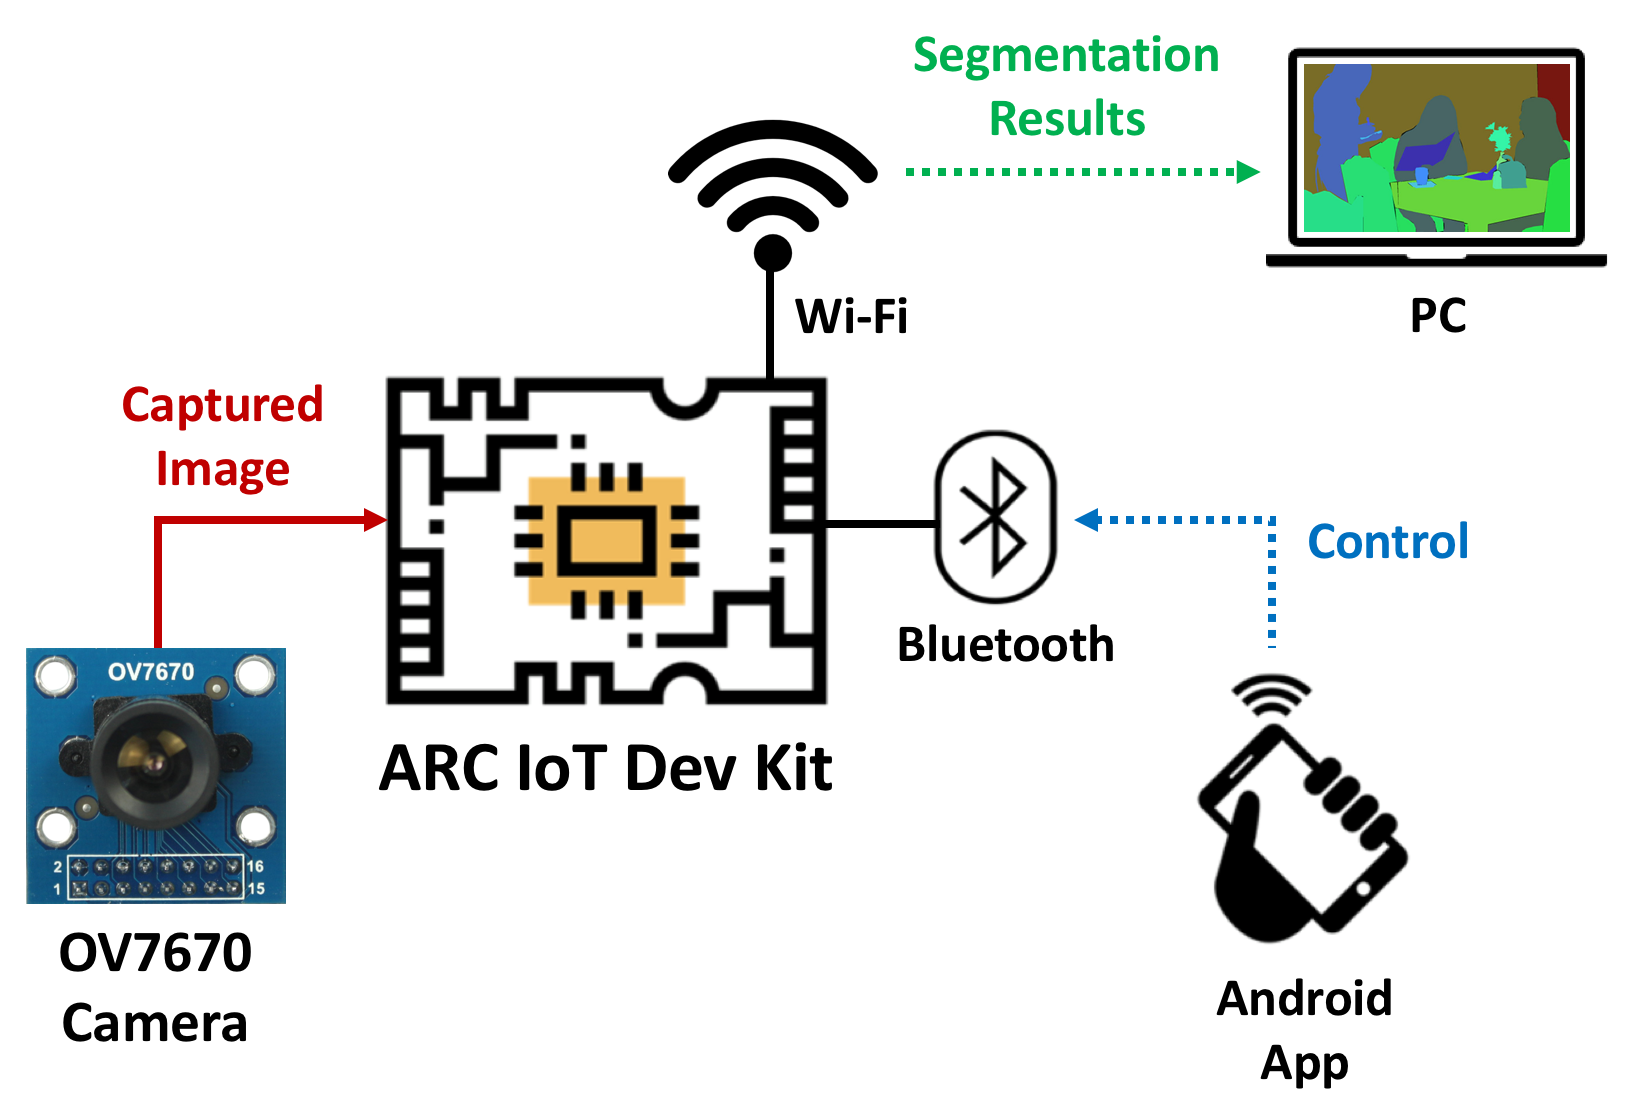 Segmentation
Results
Wi-Fi
PC
Captured
Image
Control
Bluetooth
OV7670
2
16
1
15
ARC IoT Dev Kit
OV7670
Camera
Android
App